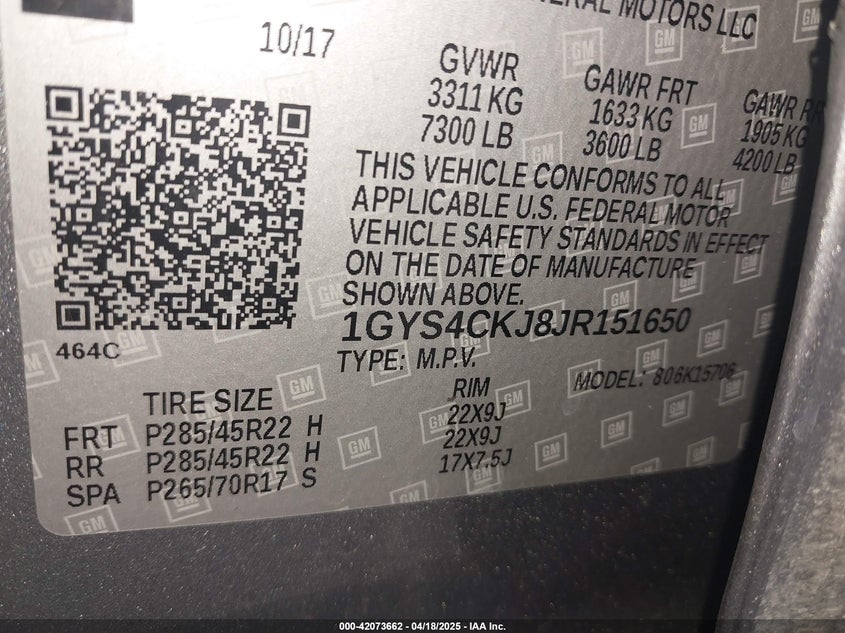 GENERAL MOTORS LLC
10/17
GVWR GAWR FRT GAWR RR
3311 KG 1633 KG 1905 KG
7300 LB 3600 LB 4200 LB
THIS VEHICLE CONFORMS TO ALL
APPLICABLE U.S. FEDERAL MOTOR
VEHICLE SAFETY STANDARDS IN EFFECT
ON THE DATE OF MANUFACTURE
SHOWN ABOVE.
1GYS4CKJ8JR151650
464C
TYPE: M.P.V.
MODEL: 806K15706
TIRE SIZE RIM
FRT P285/45R22 H 22X9J
RR P285/45R22 H 22X9J
SPA P265/70R17 S 17X7.5J
GM
000-42073662 - 04/18/2025 - IAA Inc.